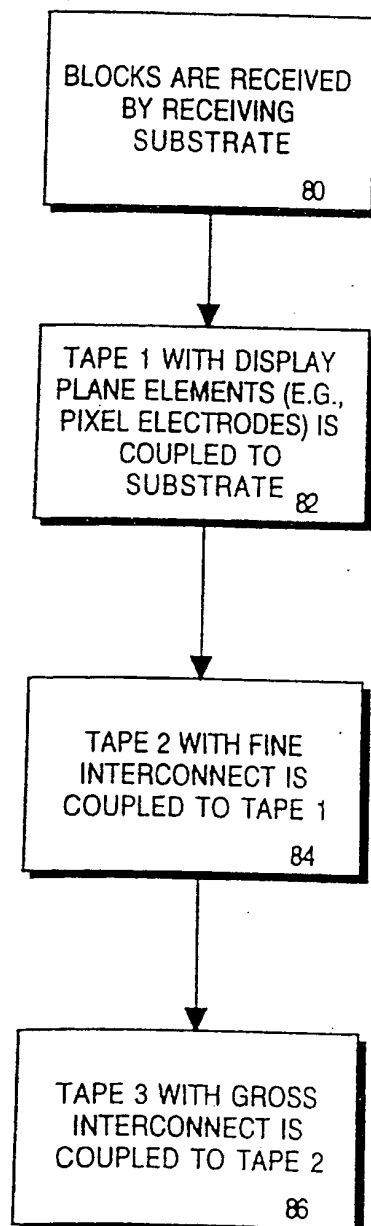 BLOCKS ARE RECEIVED
BY RECEIVING
SUBSTRATE
80
TAPE 1 WITH DISPLAY
PLANE ELEMENTS (E.G.,
PIXEL ELECTRODES) IS
COUPLED TO
SUBSTRATE
82
TAPE 2 WITH FINE
INTERCONNECT IS
COUPLED TO TAPE 1
84
TAPE 3 WITH GROSS
INTERCONNECT IS
COUPLED TO TAPE 2
86